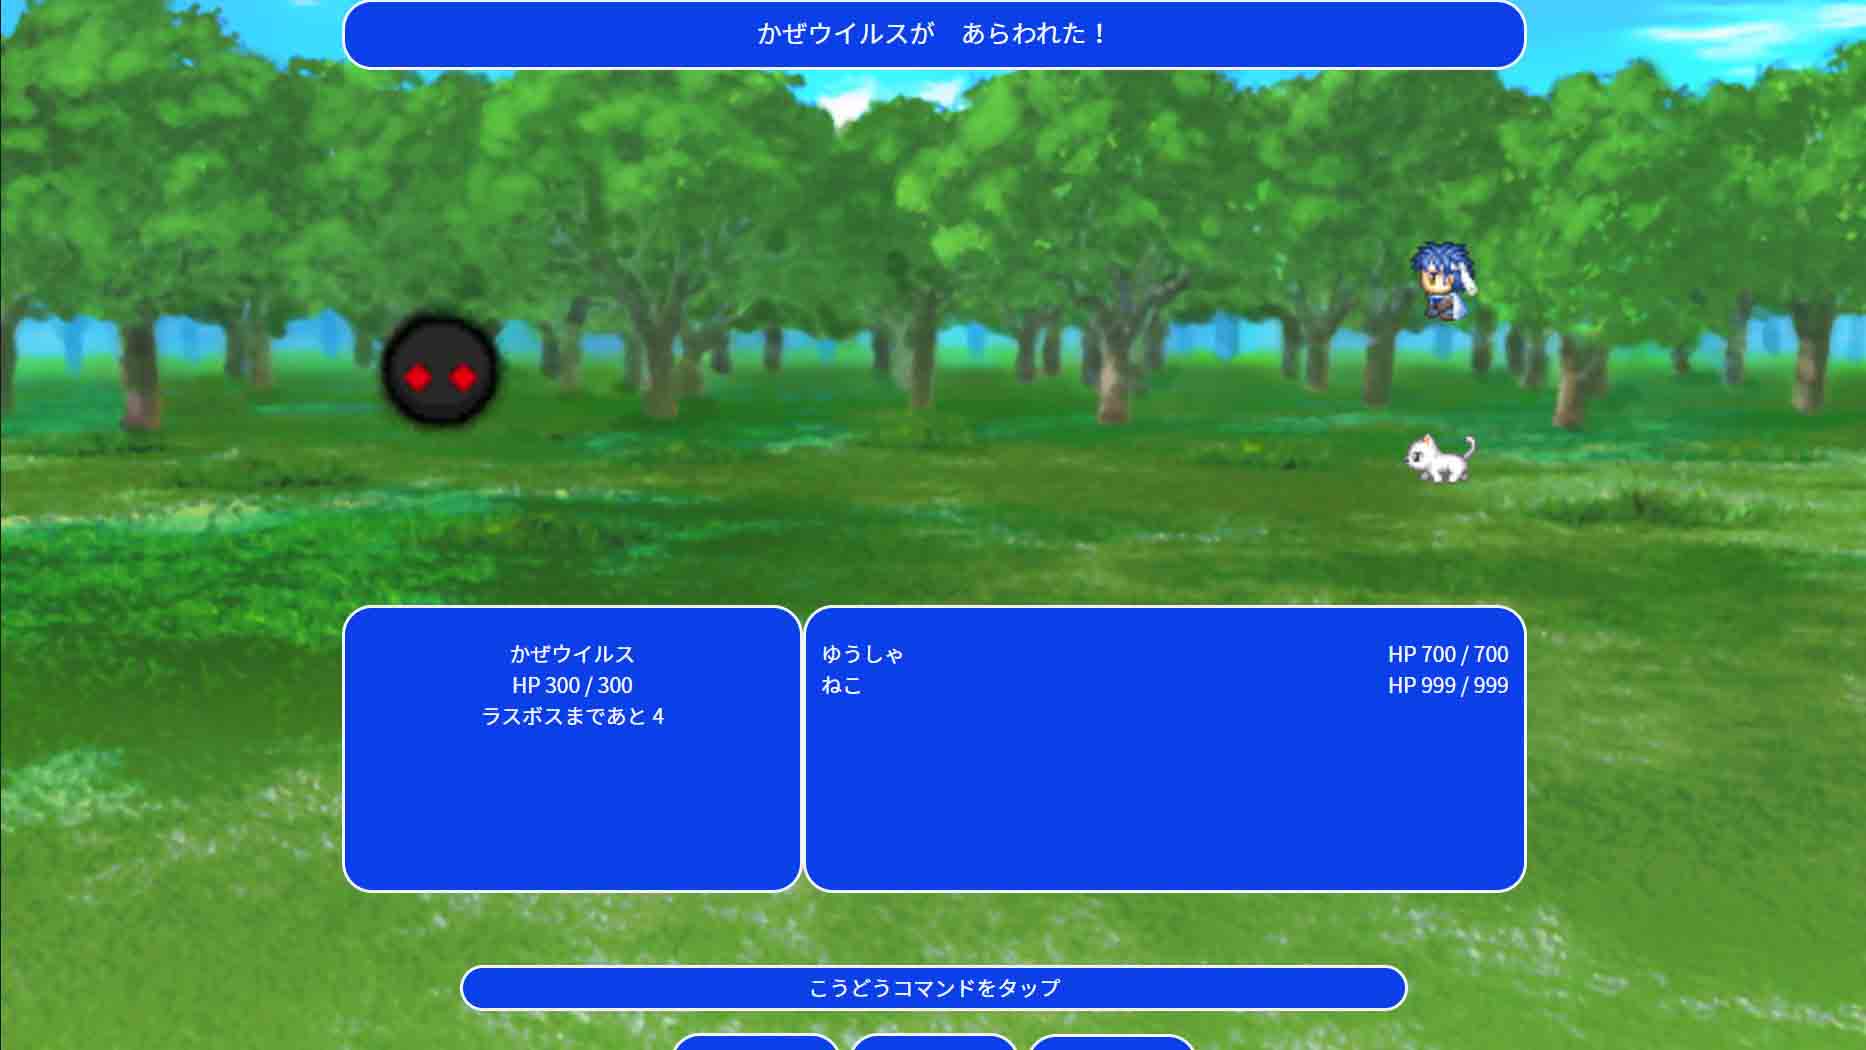 かぜウイルスが　あらわれた！
かぜウイルス
HP 300 / 300
ラスボスまであと 4
ゆうしゃ HP 700 / 700
ねこ HP 999 / 999
こうどうコマンドをタップ